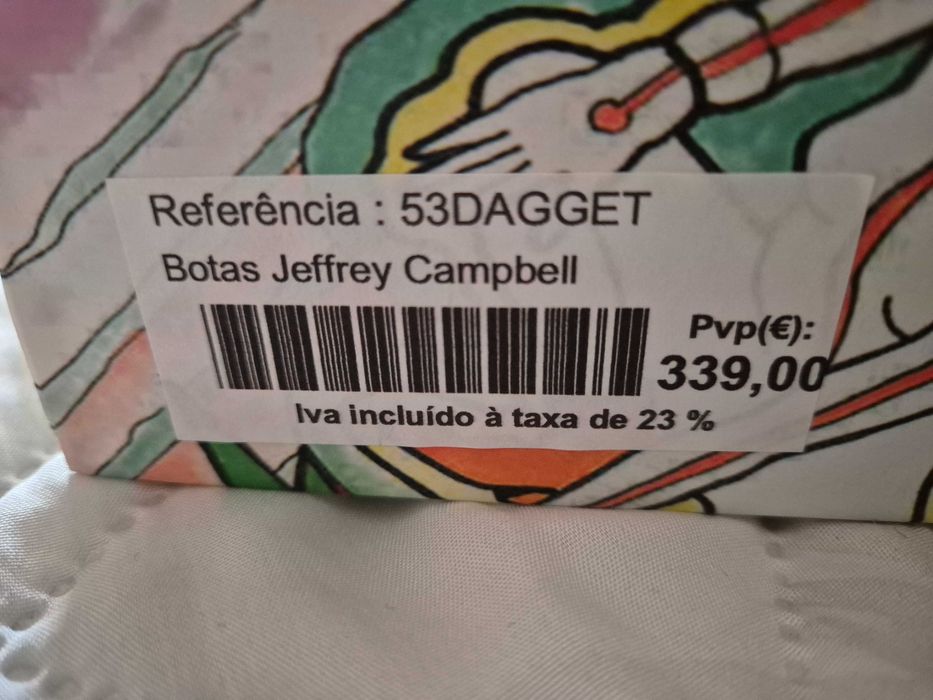 Referência : 53DAGGET
Botas Jeffrey Campbell
Pvp(€):
339,00
Iva incluído à taxa de 23 %